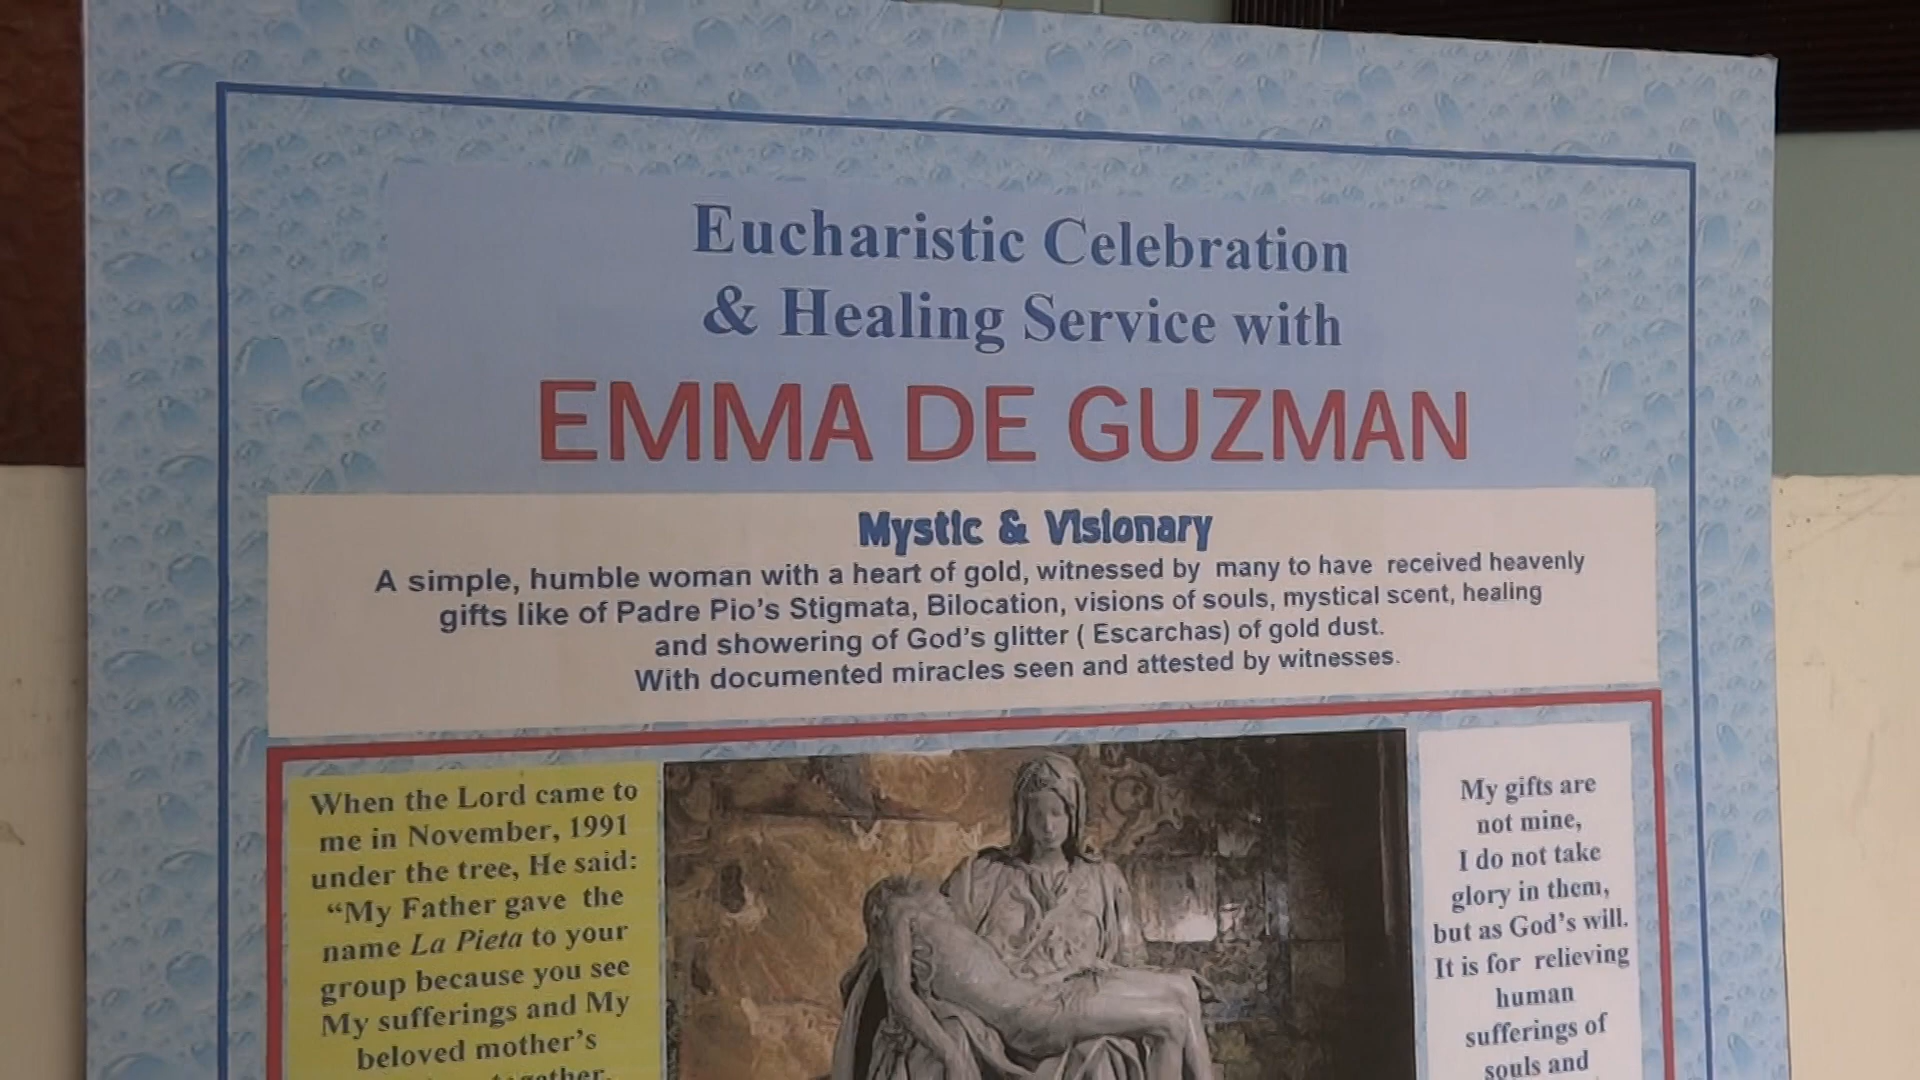 Eucharistic Celebration
& Healing Service with
EMMA DE GUZMAN
Mystic & Visionary
A simple, humble woman with a heart of gold, witnessed by many to have received heavenly
gifts like of Padre Pio's Stigmata, Bilocation, visions of souls, mystical scent, healing
and showering of God's glitter ( Escarchas) of gold dust.
With documented miracles seen and attested by witnesses.
When the Lord came to
me in November, 1991
under the tree, He said:
“My Father gave the
name La Pieta to your
group because you see
My sufferings and My
beloved mother's
My gifts are
not mine,
I do not take
glory in them,
but as God's will.
It is for relieving
human
sufferings of
souls and